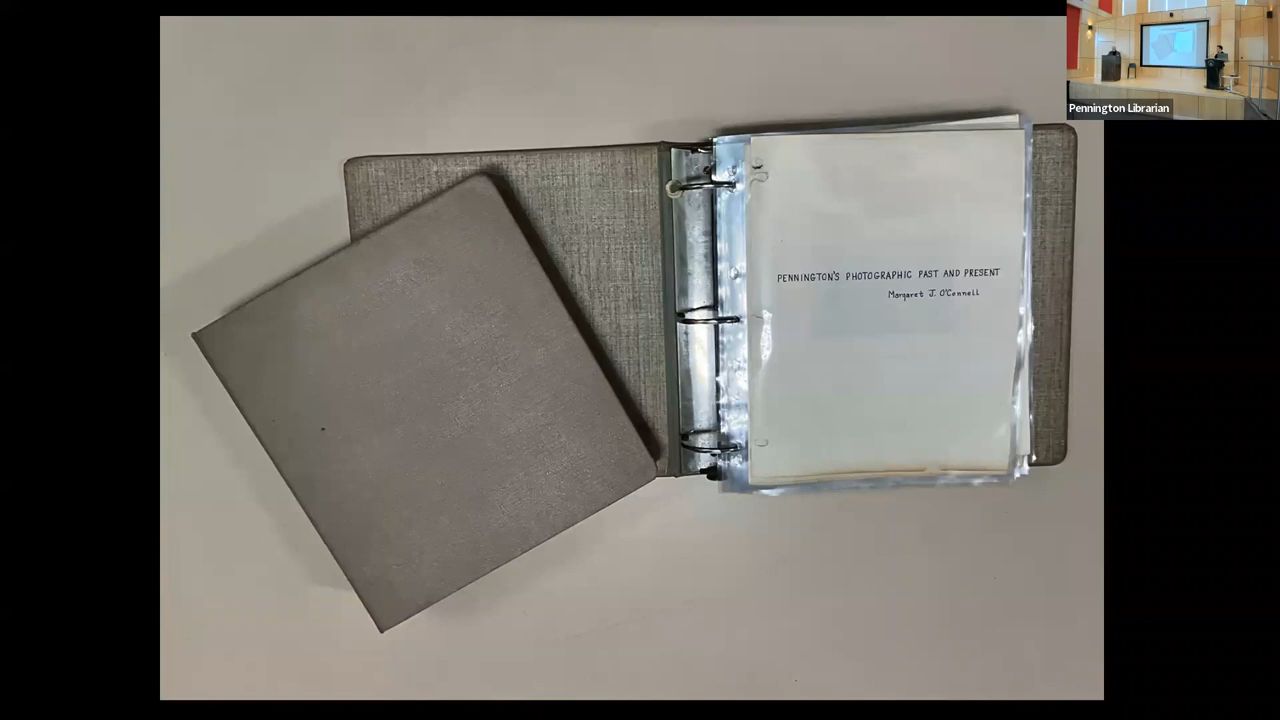 PENNINGTON'S PHOTOGRAPHIC PAST AND PRESENT
Margaret J. O'Connell
Pennington Librarian